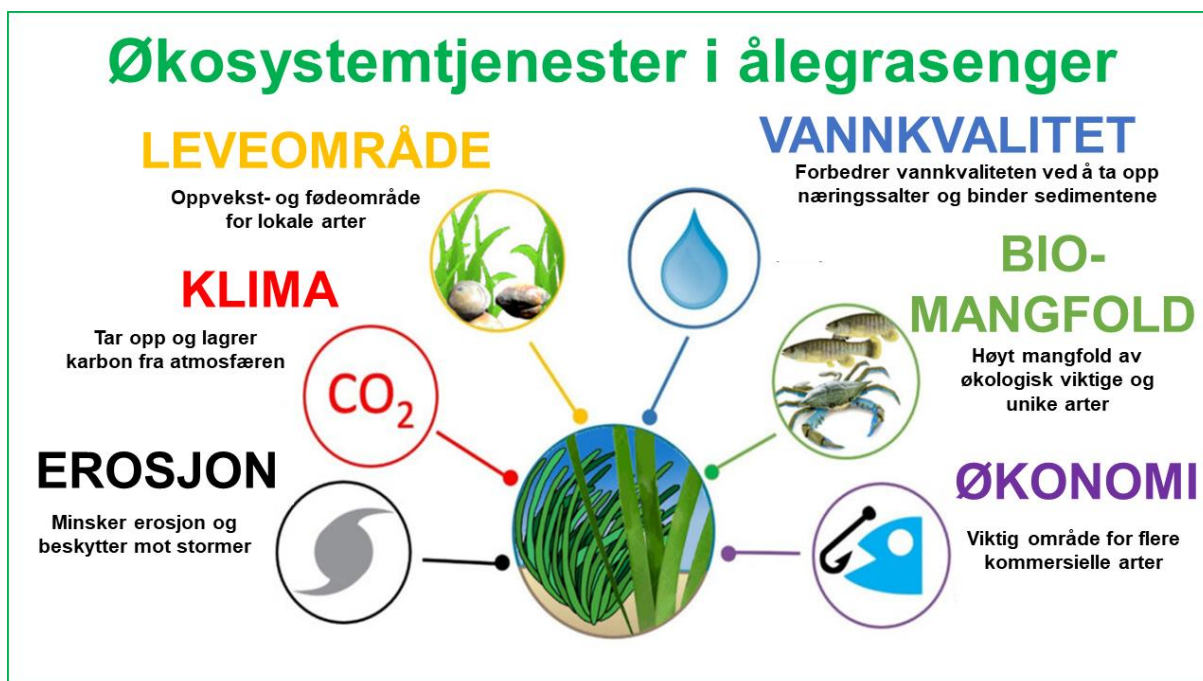 Økosystemtjenester i ålegrasenger
LEVEOMRÅDE
Oppvekst- og fødeområde
for lokale arter
VANNKVALITET
Forbedrer vannkvaliteten ved å ta opp
næringssalter og binder sedimentene
KLIMA
Tar opp og lagrer
karbon fra atmosfæren
CO₂
BIO-
MANGFOLD
Høyt mangfold av
økologisk viktige og
unike arter
EROSJON
Minsker erosjon og
beskytter mot stormer
ØKONOMI
Viktig område for flere
kommersielle arter